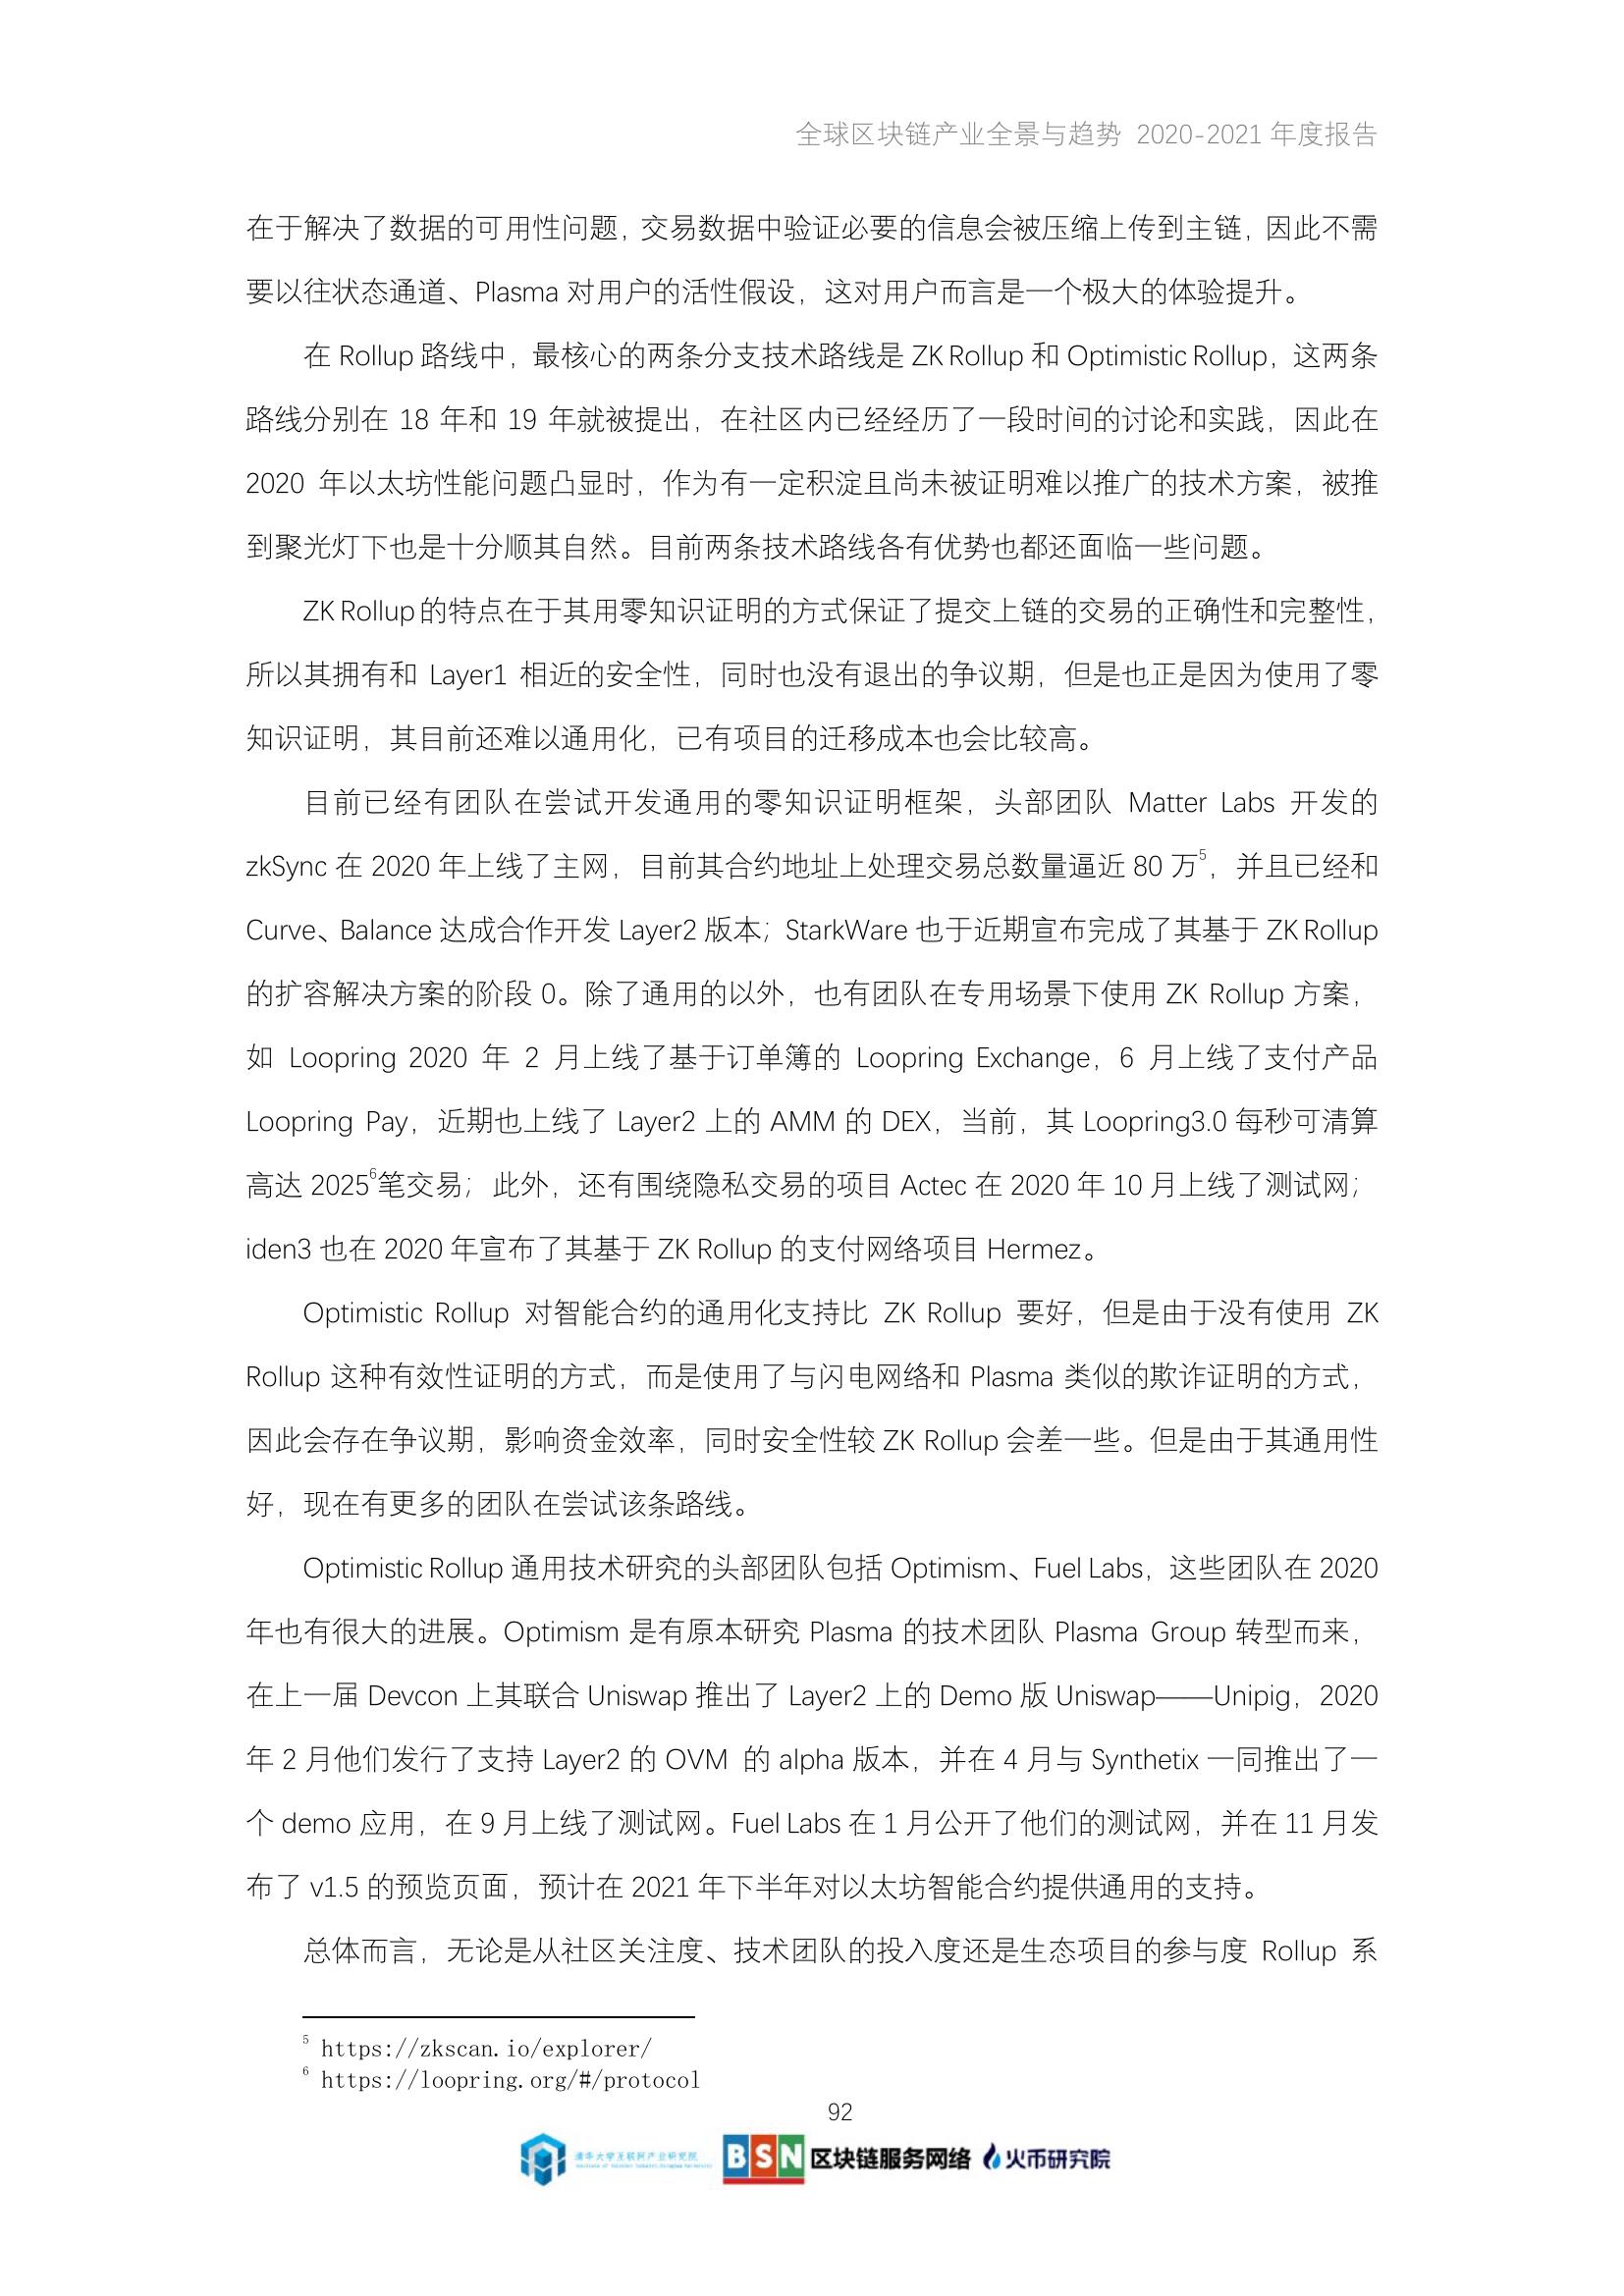 全球区块链产业全景与趋势 2020-2021 年度报告
在于解决了数据的可用性问题，交易数据中验证必要的信息会被压缩上传到主链，因此不需
要以往状态通道、Plasma 对用户的活性假设，这对用户而言是一个极大的体验提升。
在 Rollup 路线中，最核心的两条分支技术路线是 ZK Rollup 和 Optimistic Rollup，这两条
路线分别在 18 年和 19 年就被提出，在社区内已经经历了一段时间的讨论和实践，因此在
2020 年以太坊性能问题凸显时，作为有一定积淀且尚未被证明难以推广的技术方案，被推
到聚光灯下也是十分顺其自然。目前两条技术路线各有优势也都还面临一些问题。
ZK Rollup 的特点在于其用零知识证明的方式保证了提交上链的交易的正确性和完整性，
所以其拥有和 Layer1 相近的安全性，同时也没有退出的争议期，但是也正是因为使用了零
知识证明，其目前还难以通用化，已有项目的迁移成本也会比较高。
目前已经有团队在尝试开发通用的零知识证明框架，头部团队 Matter Labs 开发的
zkSync 在 2020 年上线了主网，目前其合约地址上处理交易总数量逼近 80 万5，并且已经和
Curve、Balance 达成合作开发 Layer2 版本；StarkWare 也于近期宣布完成了其基于 ZK Rollup
的扩容解决方案的阶段 0。除了通用的以外，也有团队在专用场景下使用 ZK Rollup 方案，
如 Loopring 2020 年 2 月上线了基于订单簿的 Loopring Exchange，6 月上线了支付产品
Loopring Pay，近期也上线了 Layer2 上的 AMM 的 DEX，当前，其 Loopring3.0 每秒可清算
高达 20256笔交易；此外，还有围绕隐私交易的项目 Actec 在 2020 年 10 月上线了测试网；
iden3 也在 2020 年宣布了其基于 ZK Rollup 的支付网络项目 Hermez。
Optimistic Rollup 对智能合约的通用化支持比 ZK Rollup 要好，但是由于没有使用 ZK
Rollup 这种有效性证明的方式，而是使用了与闪电网络和 Plasma 类似的欺诈证明的方式，
因此会存在争议期，影响资金效率，同时安全性较 ZK Rollup 会差一些。但是由于其通用性
好，现在有更多的团队在尝试该条路线。
Optimistic Rollup 通用技术研究的头部团队包括 Optimism、Fuel Labs，这些团队在 2020
年也有很大的进展。Optimism 是有原本研究 Plasma 的技术团队 Plasma Group 转型而来，
在上一届 Devcon 上其联合 Uniswap 推出了 Layer2 上的 Demo 版 Uniswap——Unipig，2020
年 2 月他们发行了支持 Layer2 的 OVM 的 alpha 版本，并在 4 月与 Synthetix 一同推出了一
个 demo 应用，在 9 月上线了测试网。Fuel Labs 在 1 月公开了他们的测试网，并在 11 月发
布了 v1.5 的预览页面，预计在 2021 年下半年对以太坊智能合约提供通用的支持。
总体而言，无论是从社区关注度、技术团队的投入度还是生态项目的参与度 Rollup 系
5 https://zkscan.io/explorer/
6 https://loopring.org/#/protocol
92
清华大学互联网产业研究院
BSN 区块链服务网络 火币研究院